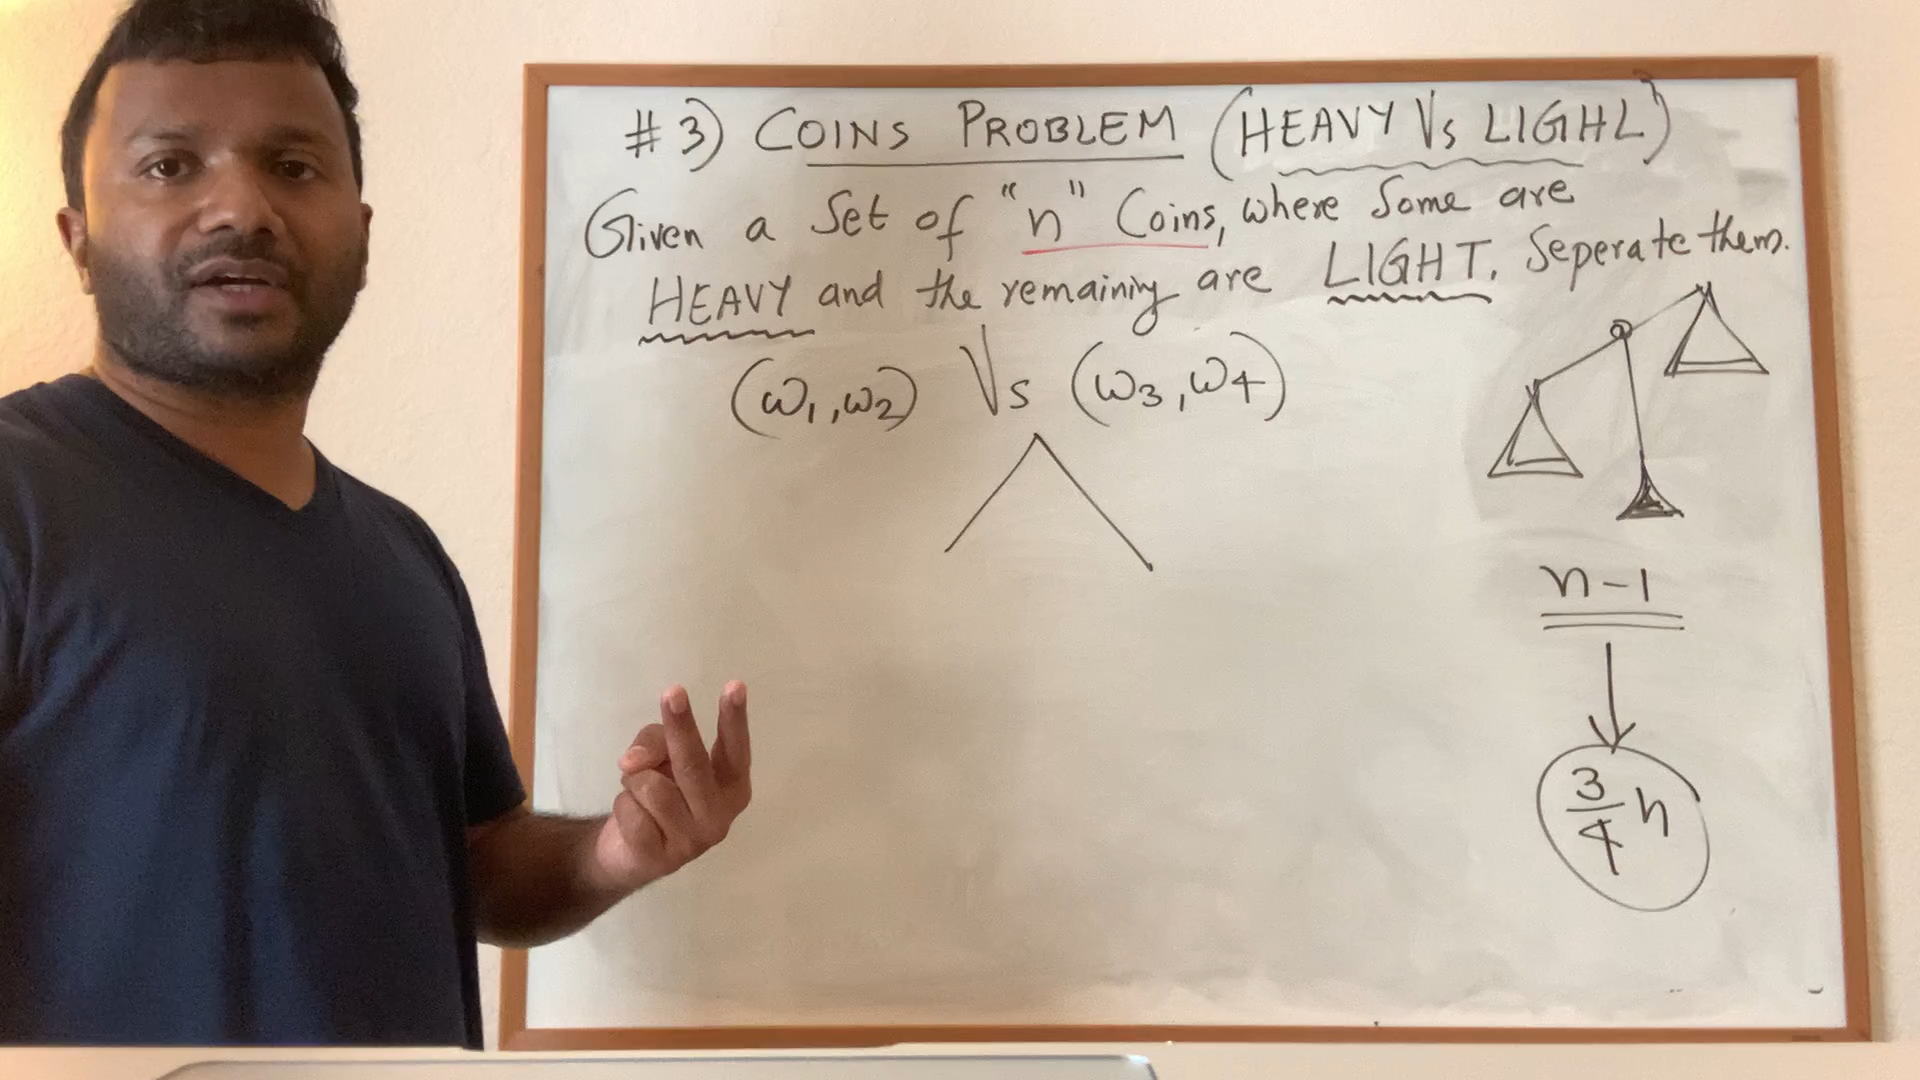 #3) COINS PROBLEM (HEAVY Vs LIGHL)
Given a Set of "n" Coins, where Some are
HEAVY and the remaining are LIGHT. Seperate them.
(ω1, ω2) Vs (ω3, ω4)
n-1
3/4 n